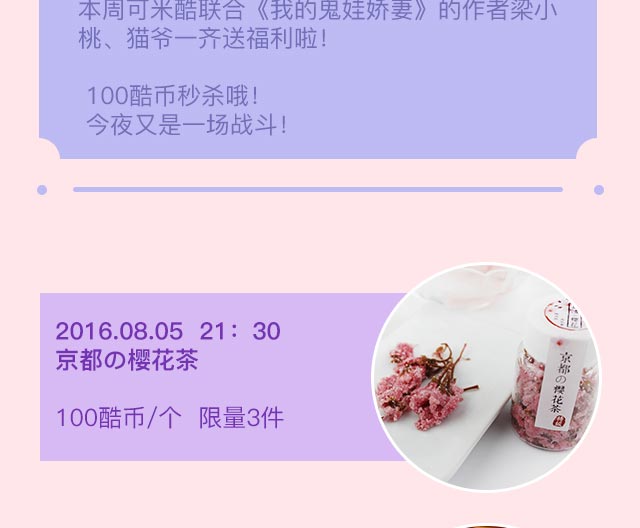 本周可米酷联合《我的鬼娃娇妻》的作者梁小
桃、猫爷一齐送福利啦！
100酷币秒杀哦！
今夜又是一场战斗！
2016.08.05 21：30
京都の樱花茶
100酷币/个 限量3件
京都の樱花茶